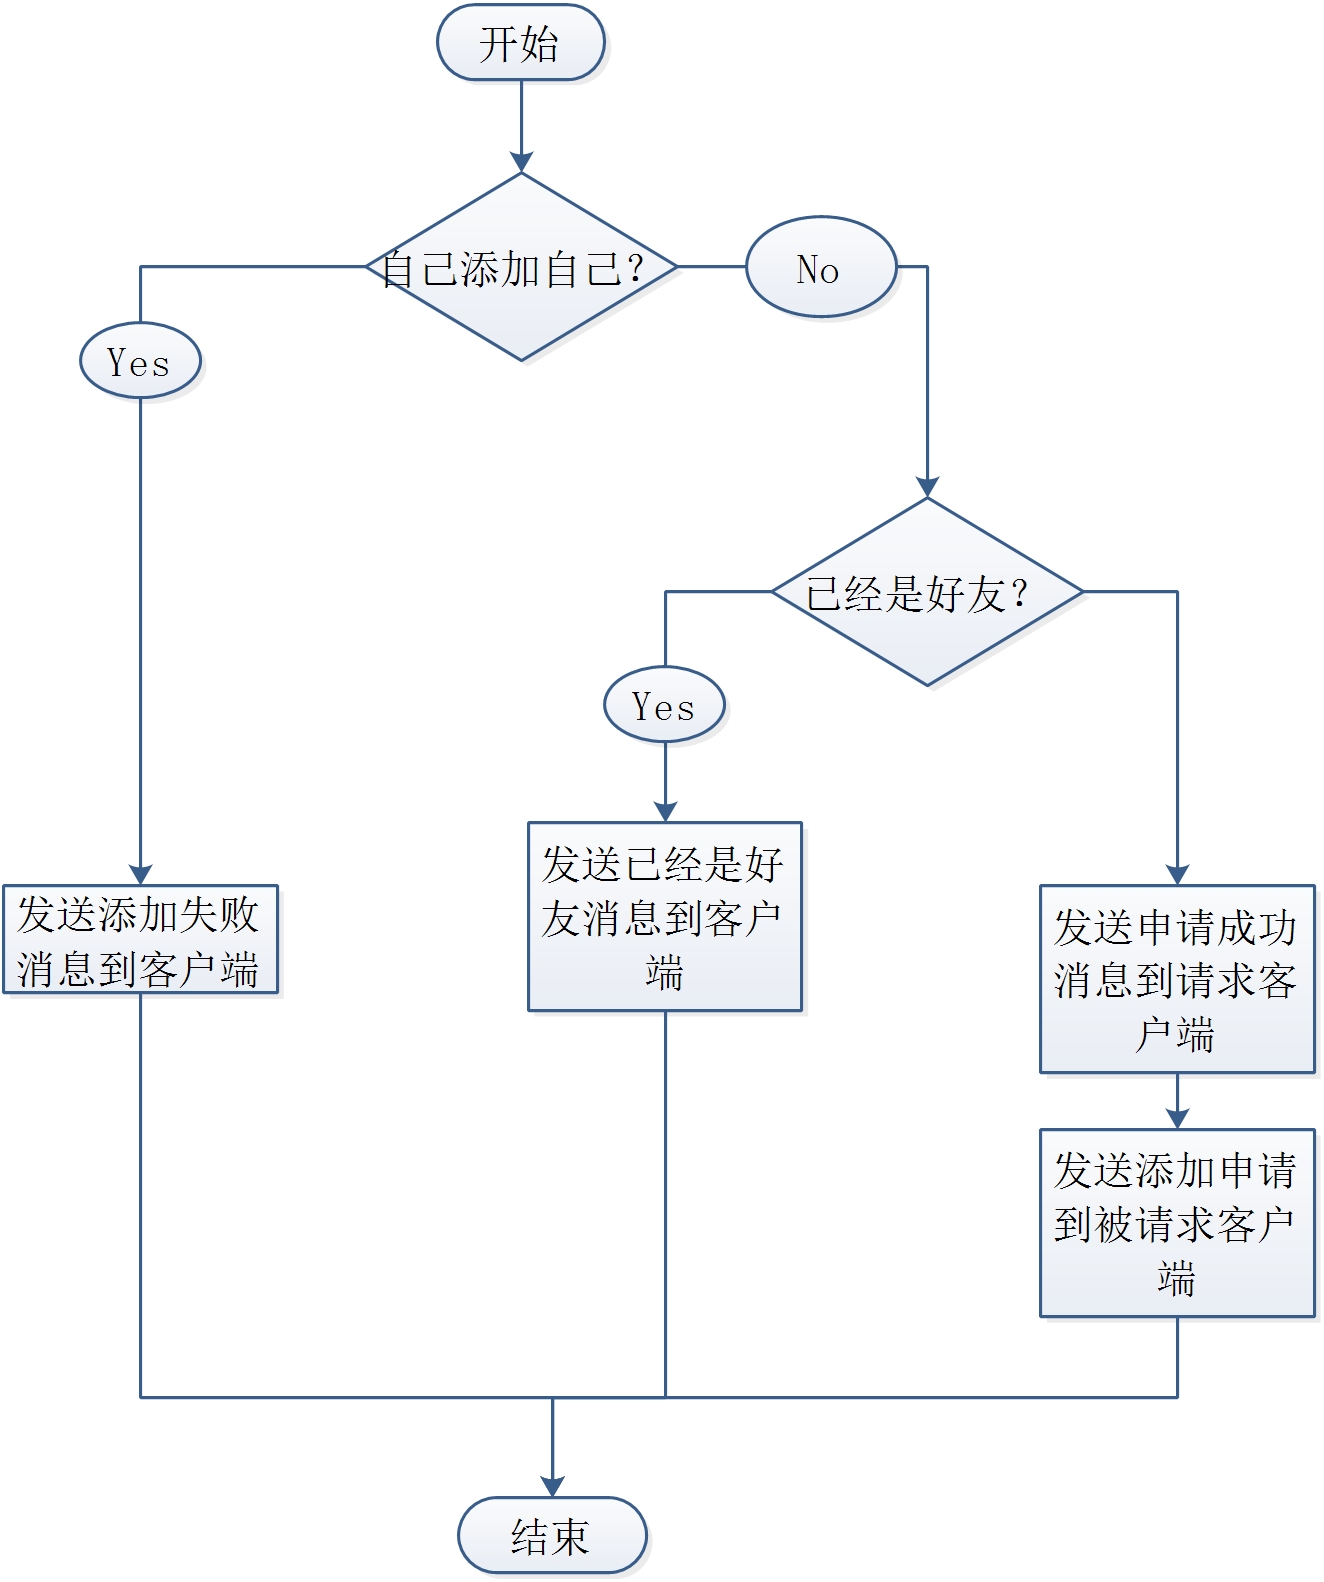 开始
自己添加自己?
No
Yes
已经是好友?
Yes
发送已经是好
友消息到客户
端
发送添加失败
消息到客户端
发送申请成功
消息到请求客
户端
发送添加申请
到被请求客户
端
结束